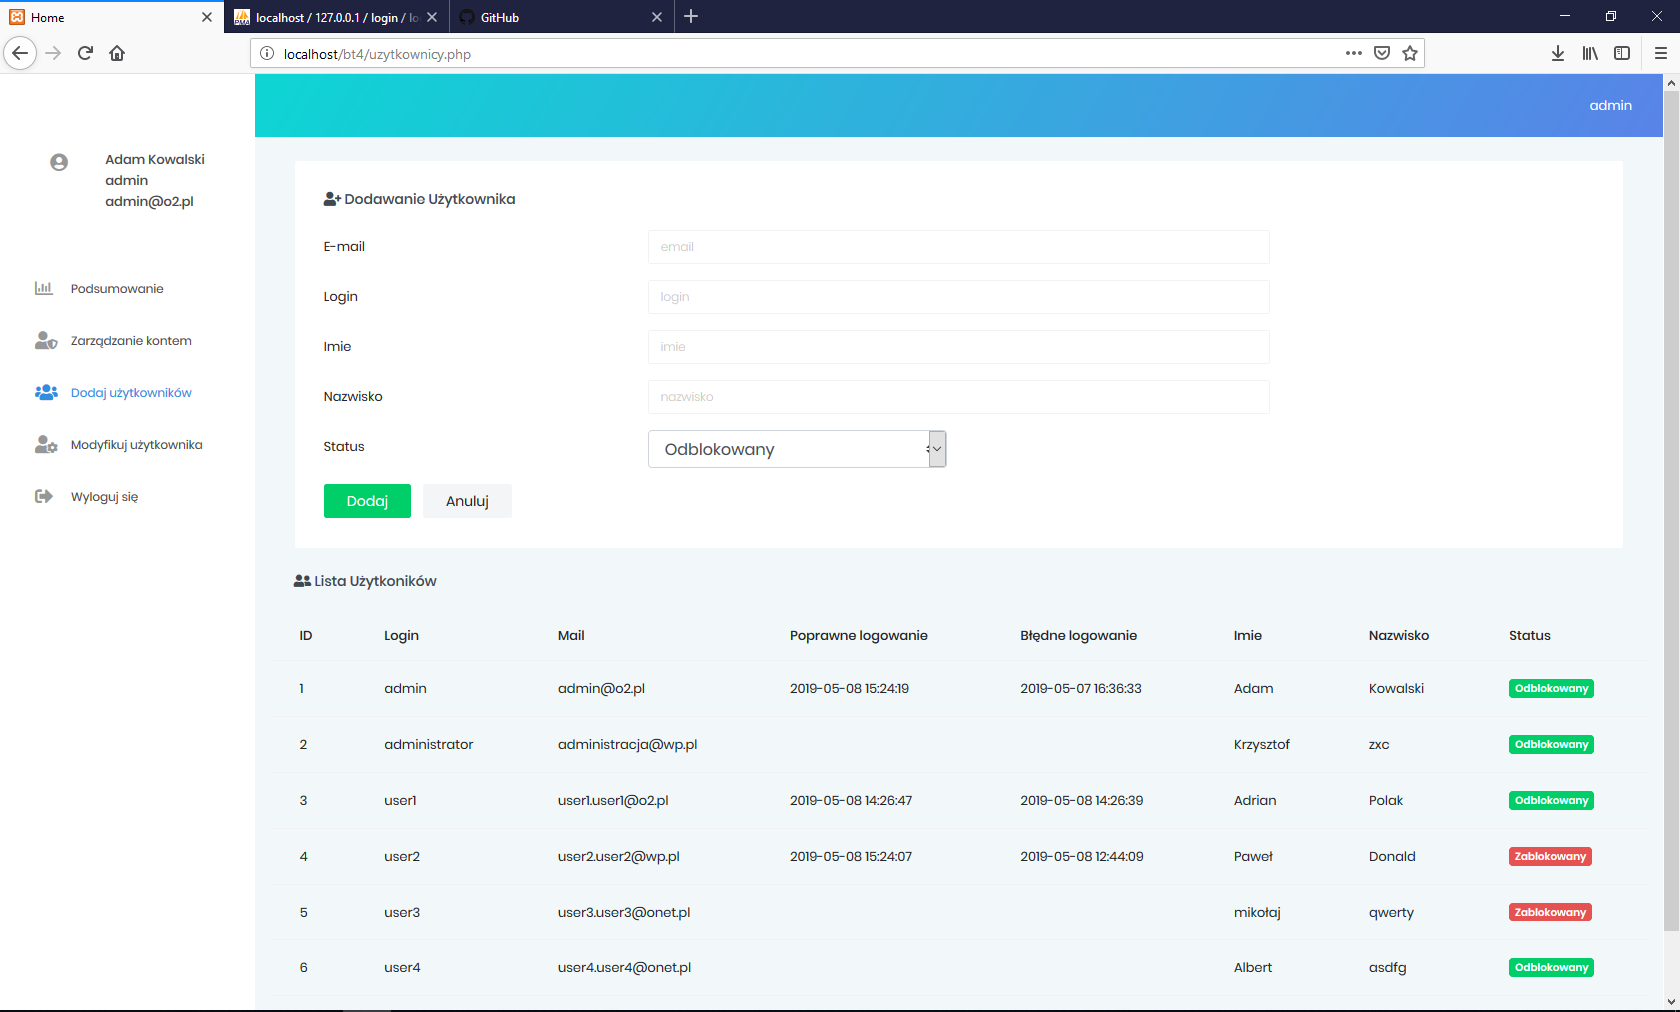 Home
localhost / 127.0.0.1 / login / lo
GitHub
localhost/bt4/uzytkownicy.php
admin
Adam Kowalski
admin
admin@o2.pl
Podsumowanie
Zarządzanie kontem
Dodaj użytkowników
Modyfikuj użytkownika
Wyloguj się
Dodawanie Użytkownika
E-mail
email
Login
login
Imie
imie
Nazwisko
nazwisko
Status
Odblokowany
Dodaj Anuluj
Lista Użytkoników
ID Login Mail Poprawne logowanie Błędne logowanie Imie Nazwisko Status
1 admin admin@o2.pl 2019-05-08 15:24:19 2019-05-07 16:36:33 Adam Kowalski Odblokowany
2 administrator administracja@wp.pl Krzysztof zxc Odblokowany
3 user1 user1.user1@o2.pl 2019-05-08 14:26:47 2019-05-08 14:26:39 Adrian Polak Odblokowany
4 user2 user2.user2@wp.pl 2019-05-08 15:24:07 2019-05-08 12:44:09 Paweł Donald Zablokowany
5 user3 user3.user3@onet.pl mikołaj qwerty Zablokowany
6 user4 user4.user4@onet.pl Albert asdfg Odblokowany